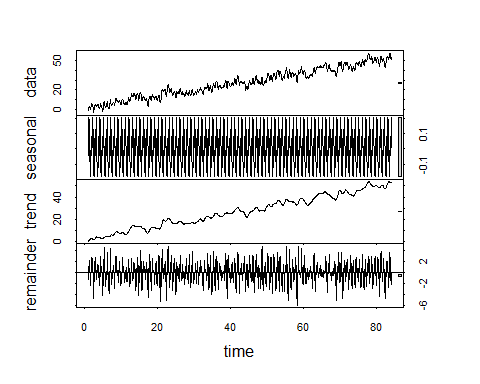 data
0 20 50
seasonal
-0.1 0.1
trend
0 20 40
remainder
-6 -2 2
0 20 40 60 80
time